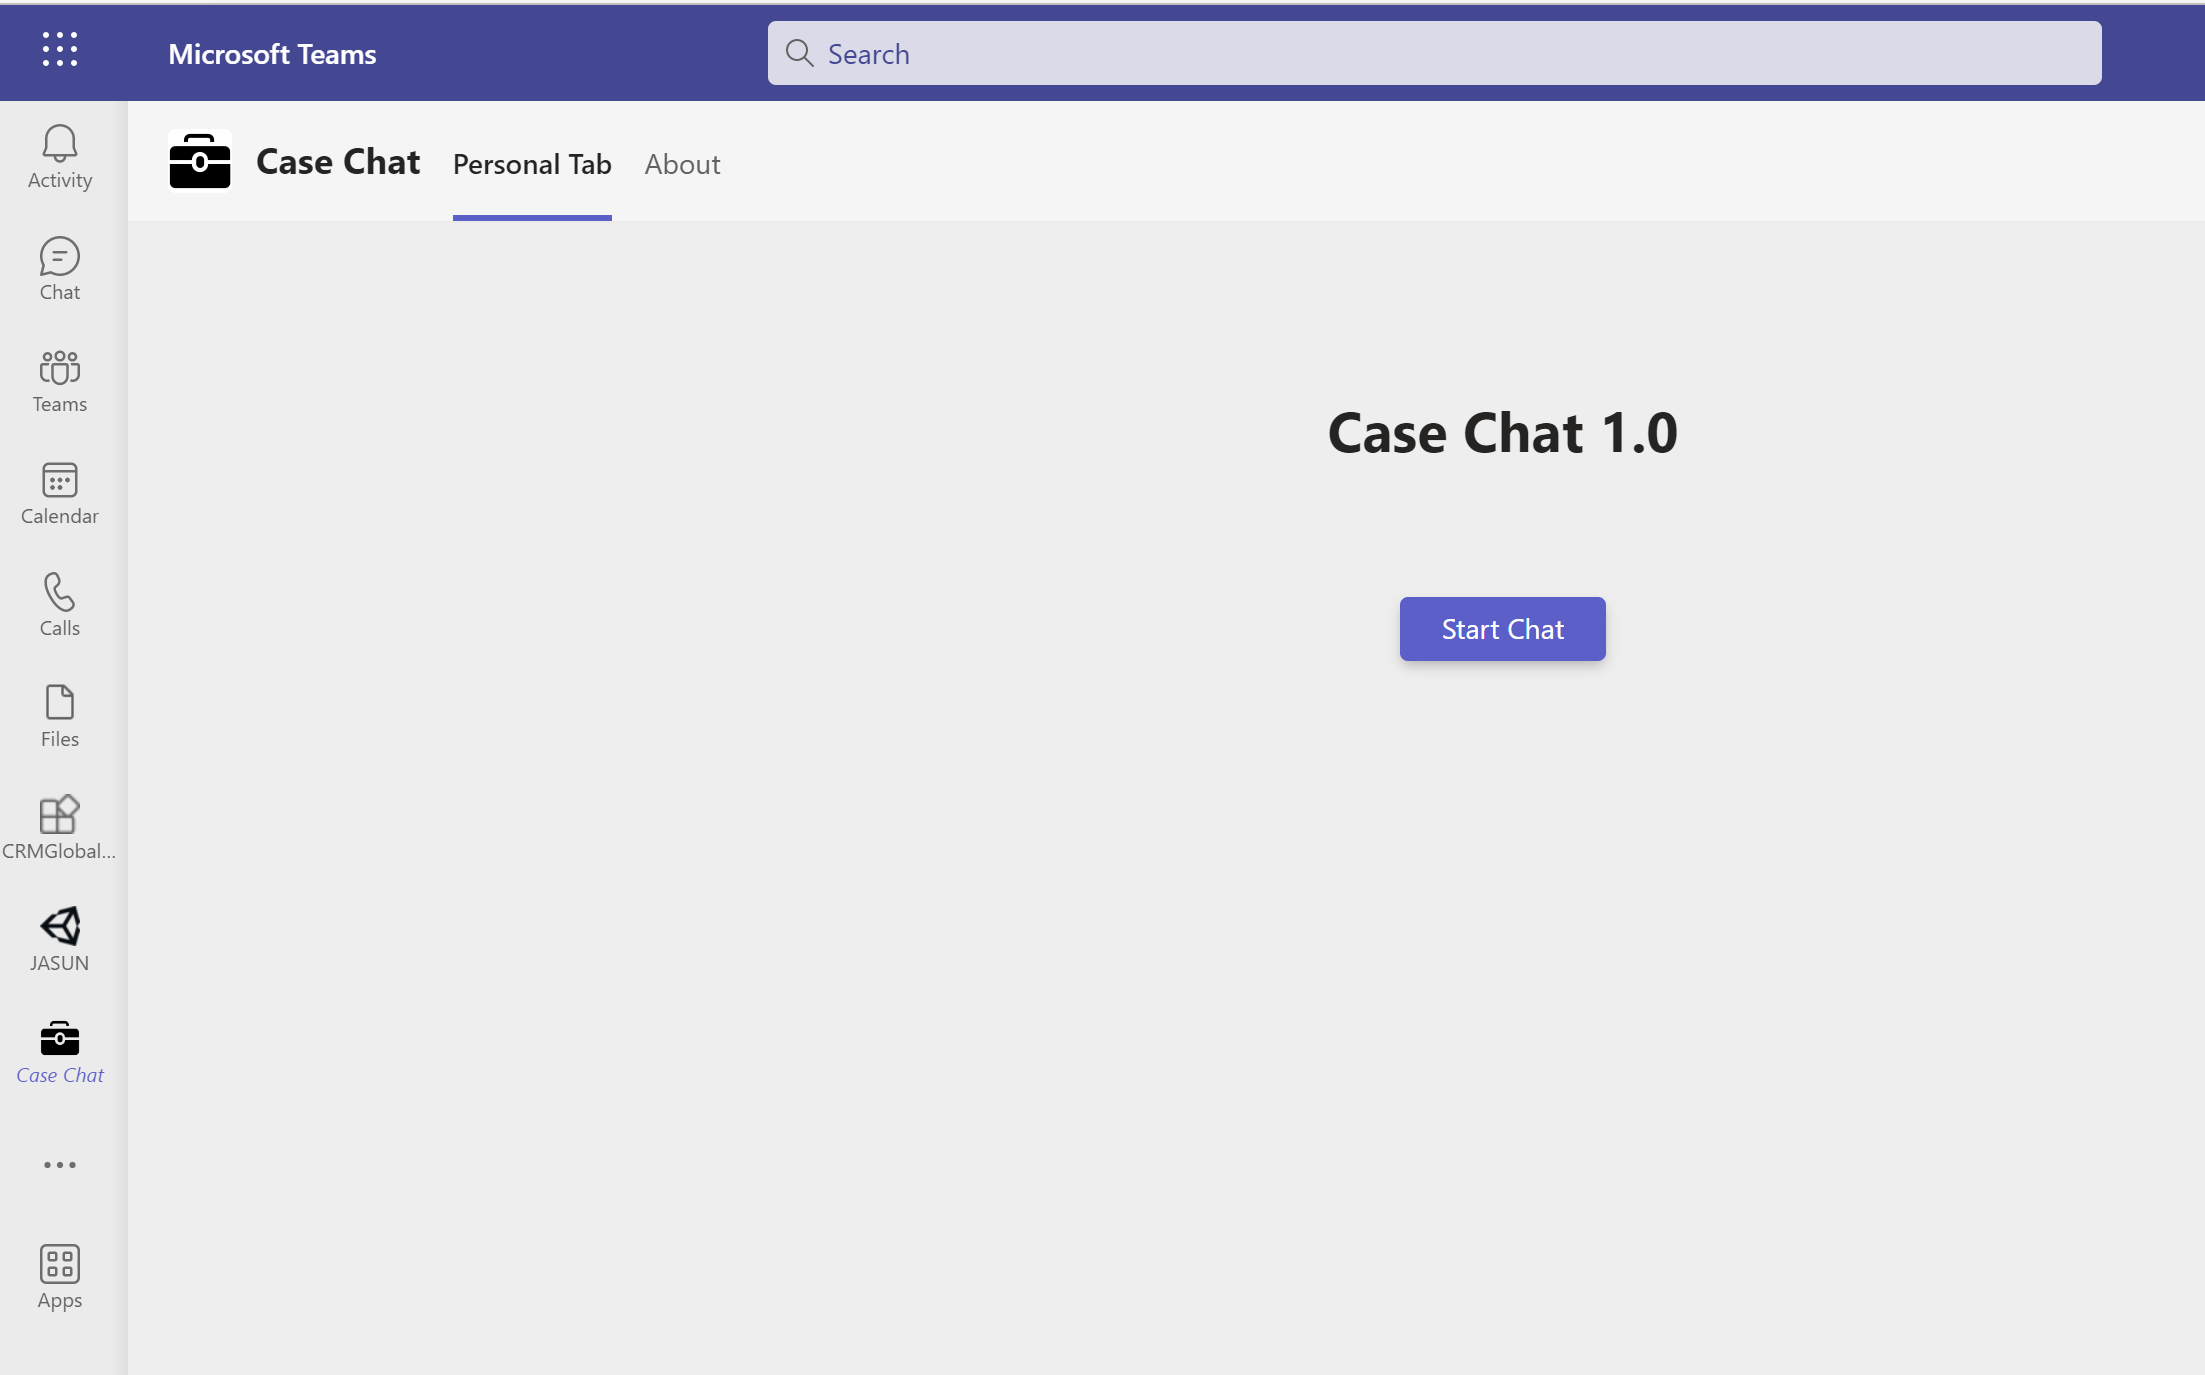 Microsoft Teams
Search
Case Chat
Personal Tab
About
Activity
Chat
Teams
Calendar
Calls
Files
CRMGlobal...
JASUN
Case Chat
Apps
Case Chat 1.0
Start Chat